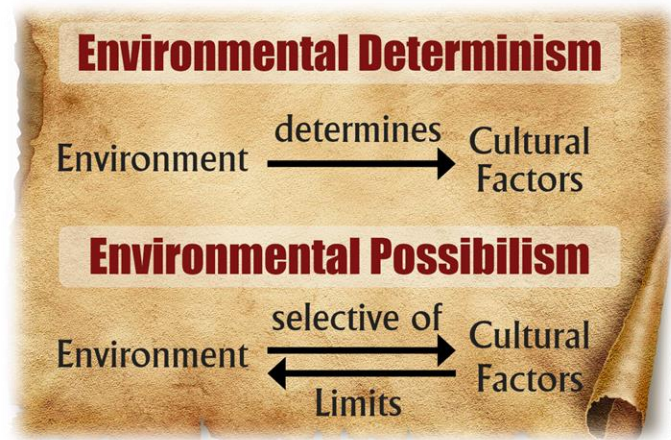 Environmental Determinism
determines
Environment
Cultural
Factors
Environmental Possibilism
selective of
Environment
Cultural
Factors
Limits